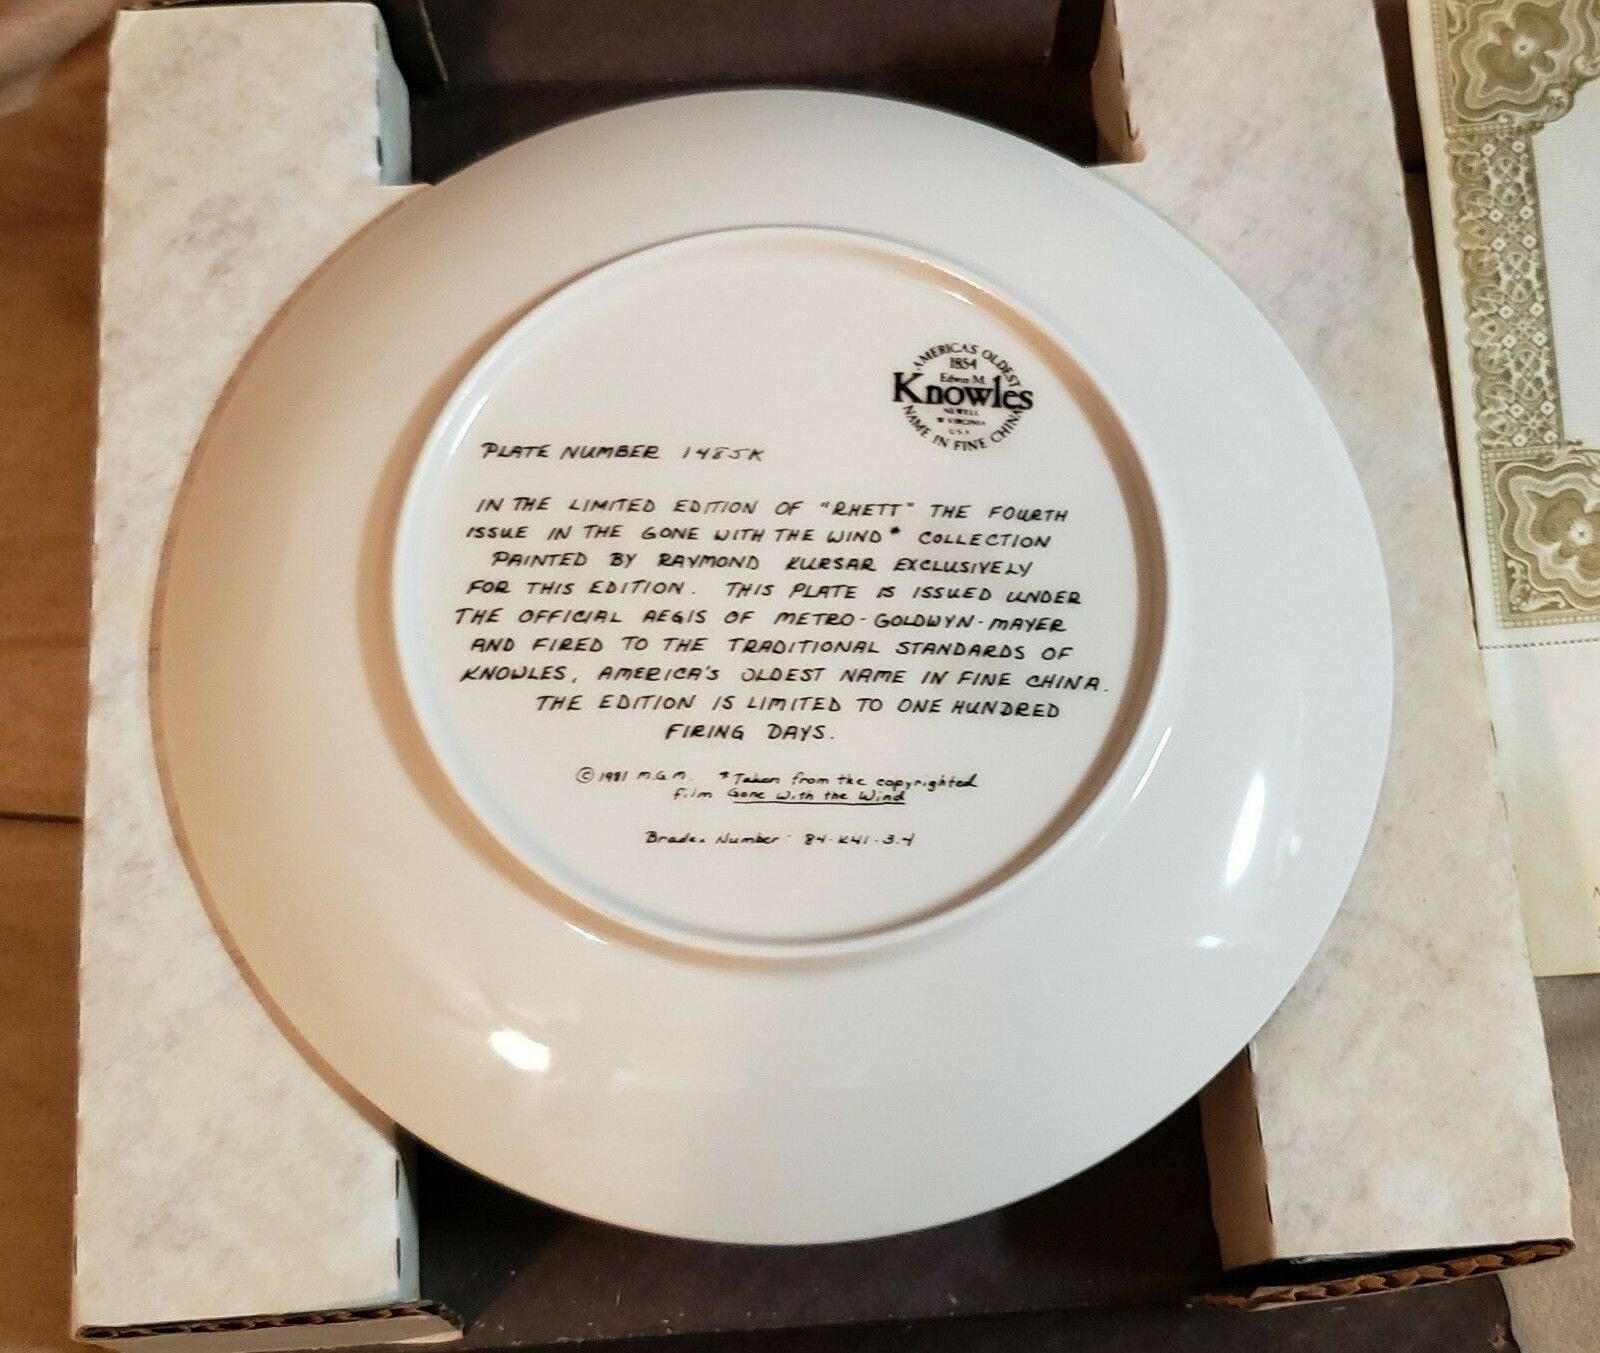 AMERICA'S OLDEST
1854
Edwin M.
Knowles
NEWELL
W VIRGINIA
USA
NAME IN FINE CHINA
PLATE NUMBER 1485K
IN THE LIMITED EDITION OF "RHETT" THE FOURTH
ISSUE IN THE GONE WITH THE WIND* COLLECTION
PAINTED BY RAYMOND KURSAR EXCLUSIVELY
FOR THIS EDITION. THIS PLATE IS ISSUED UNDER
THE OFFICIAL AEGIS OF METRO-GOLDWYN-MAYER
AND FIRED TO THE TRADITIONAL STANDARDS OF
KNOWLES, AMERICA'S OLDEST NAME IN FINE CHINA.
THE EDITION IS LIMITED TO ONE HUNDRED
FIRING DAYS.
© 1981 M.G.M. *Taken from the copyrighted
film Gone With the Wind
Bradex Number: 84-K41-3.4